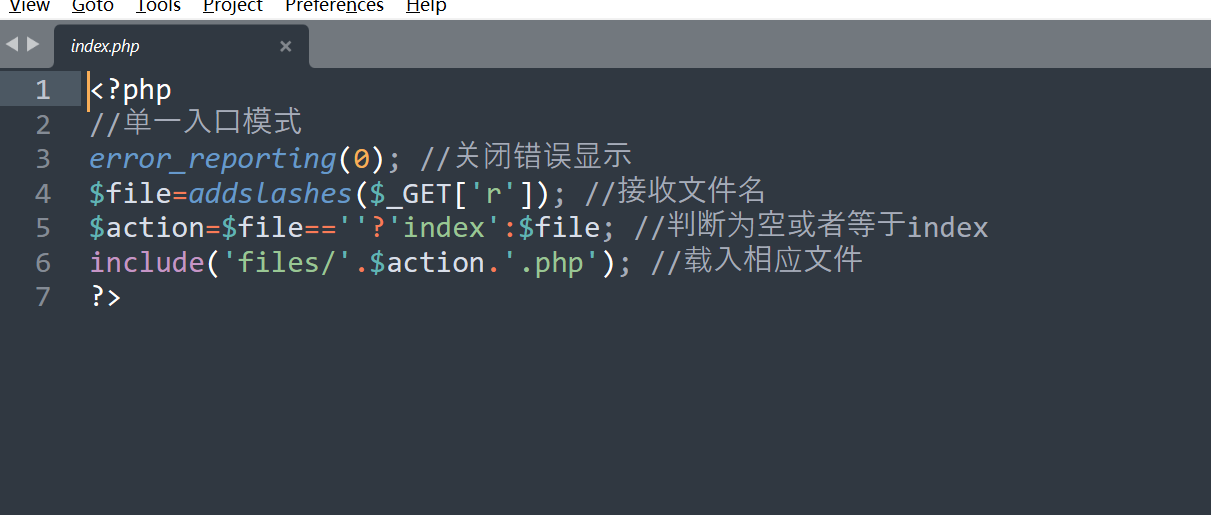 View Goto Tools Project Preferences Help
index.php ×
1 <?php
2 //单一入口模式
3 error_reporting(0); //关闭错误显示
4 $file=addslashes($_GET['r']); //接收文件名
5 $action=$file==''?'index':$file; //判断为空或者等于index
6 include('files/'.$action.'.php'); //载入相应文件
7 ?>